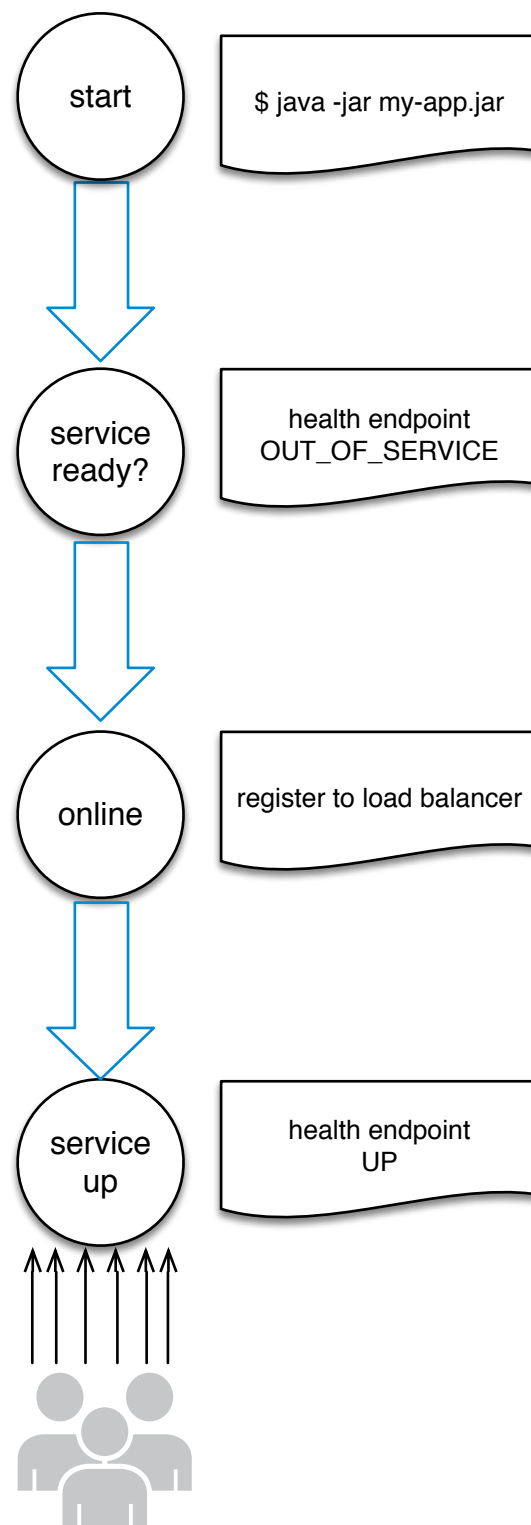 start
$ java -jar my-app.jar
service
ready?
health endpoint
OUT_OF_SERVICE
online
register to load balancer
service
up
health endpoint
UP